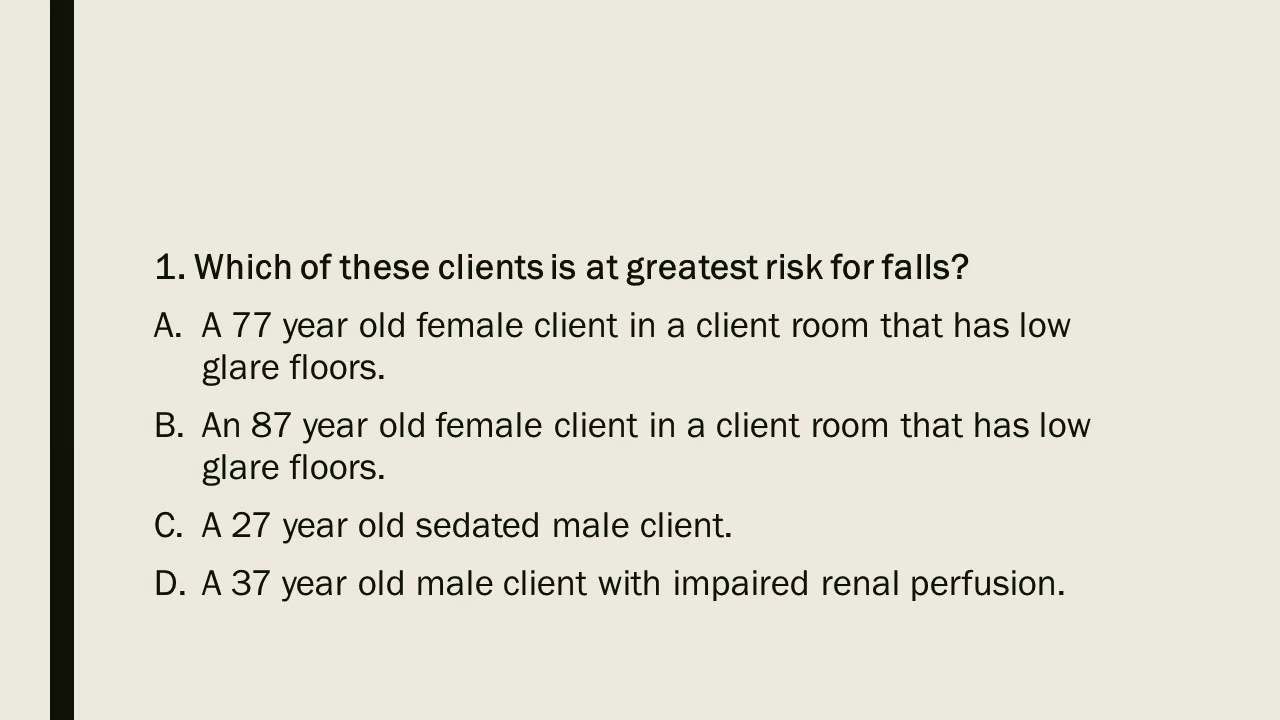 1. Which of these clients is at greatest risk for falls?
A. A 77 year old female client in a client room that has low
glare floors.
B. An 87 year old female client in a client room that has low
glare floors.
C. A 27 year old sedated male client.
D. A 37 year old male client with impaired renal perfusion.